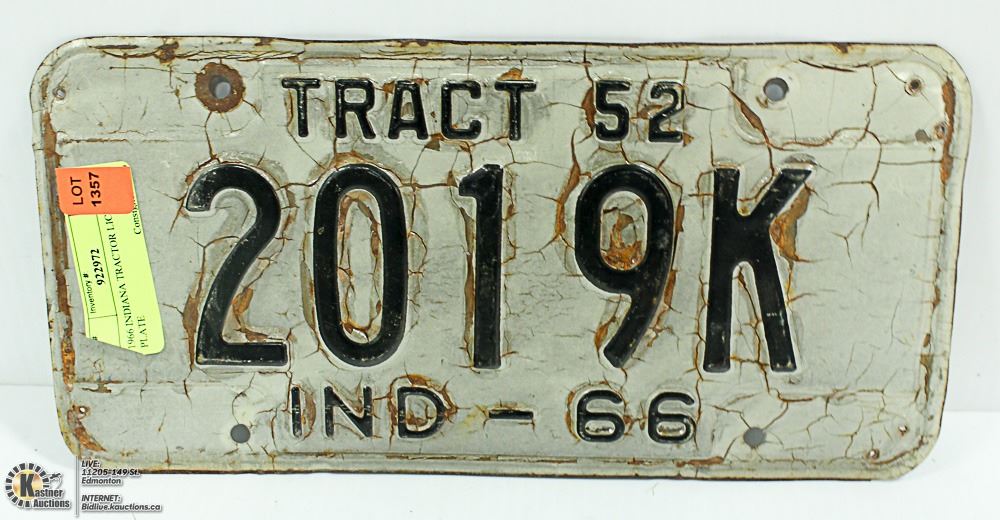 TRACT 52
2019K
IND-66
LOT
1357
Inventory #
922972
1966 INDIANA TRACTOR LIC
PLATE
Kastner
Auctions
LIVE:
11205-149 St.,
Edmonton
INTERNET:
Bidlive.kauctions.ca